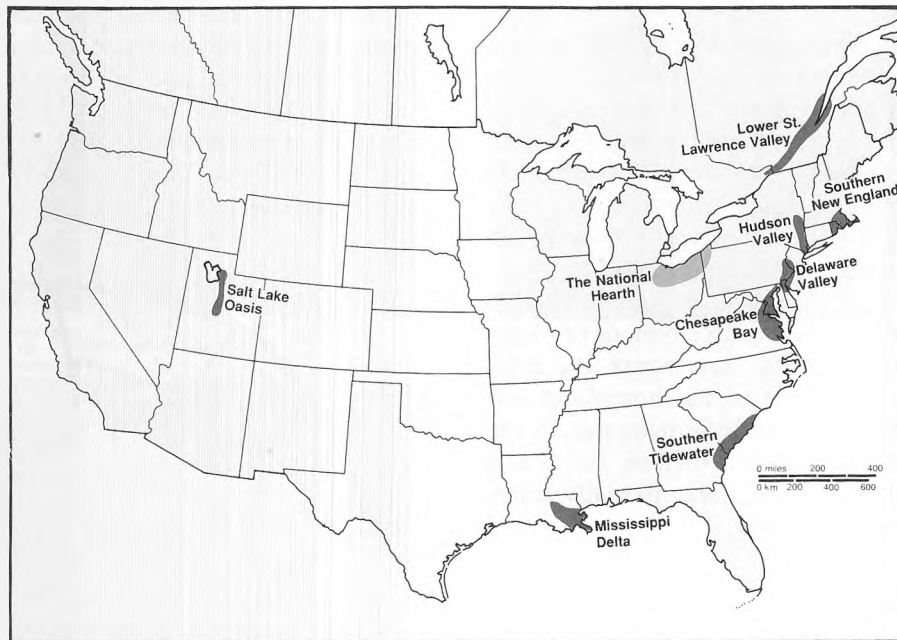 Lower St.
Lawrence Valley
Southern
New England
Hudson
Valley
Delaware
Valley
The National
Hearth
Salt Lake
Oasis
Chesapeake
Bay
Southern
Tidewater
0 miles 200 400
0 km 200 400 600
Mississippi
Delta